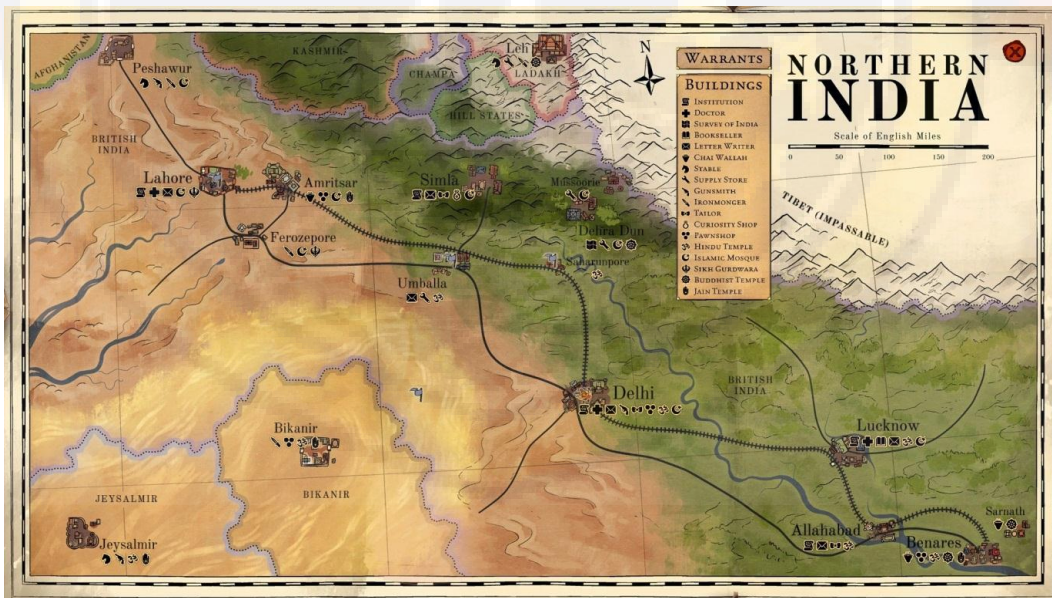 NORTHERN
INDIA
Scale of English Miles
0 50 100 150 200
N
WARRANTS
BUILDINGS
INSTITUTION
DOCTOR
SURVEY OF INDIA
BOOKSELLER
LETTER WRITER
CHAI WALLAH
STABLE
SUPPLY STORE
GUNSMITH
IRONMONGER
TAILOR
CURIOSITY SHOP
PAWNSHOP
HINDU TEMPLE
ISLAMIC MOSQUE
SIKH GURDWARA
BUDDHIST TEMPLE
JAIN TEMPLE
AFGHANISTAN
Peshawur
KASHMIR
CHAMPA
Leh
LADAKH
HILL STATES
BRITISH
INDIA
Lahore
Amritsar
Simla
Mussoorie
Dehra Dun
TIBET (IMPASSABLE)
Ferozepore
Umballa
Saharunpore
Delhi
BRITISH
INDIA
Lucknow
Bikanir
BIKANIR
JEYSALMIR
Jeysalmir
Allahabad
Benares
Sarnath